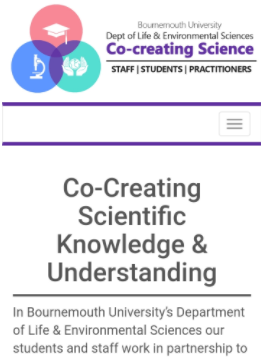 Bournemouth University
Dept of Life & Environmental Sciences
Co-creating Science
STAFF | STUDENTS | PRACTITIONERS
Co-Creating
Scientific
Knowledge &
Understanding
In Bournemouth University's Department
of Life & Environmental Sciences our
students and staff work in partnership to